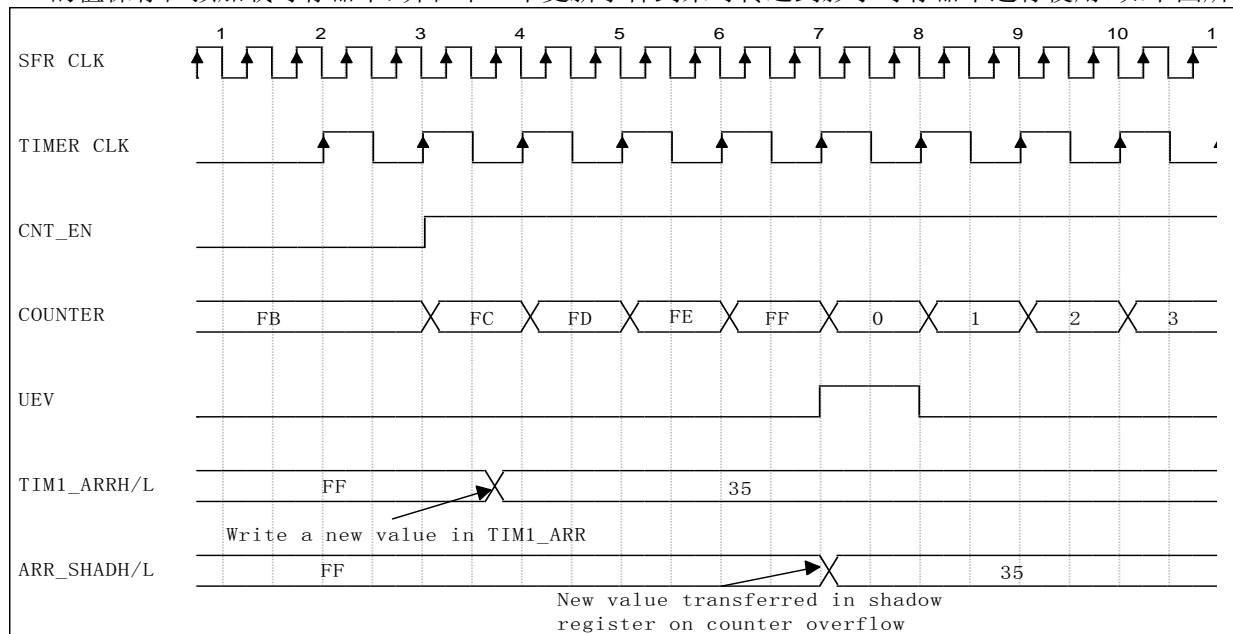 1 2 3 4 5 6 7 8 9 10 1
SFR CLK
TIMER CLK
CNT_EN
COUNTER FB FC FD FE FF 0 1 2 3
UEV
TIM1_ARRH/L FF 35
Write a new value in TIM1_ARR
ARR_SHADH/L FF 35
New value transferred in shadow
register on counter overflow